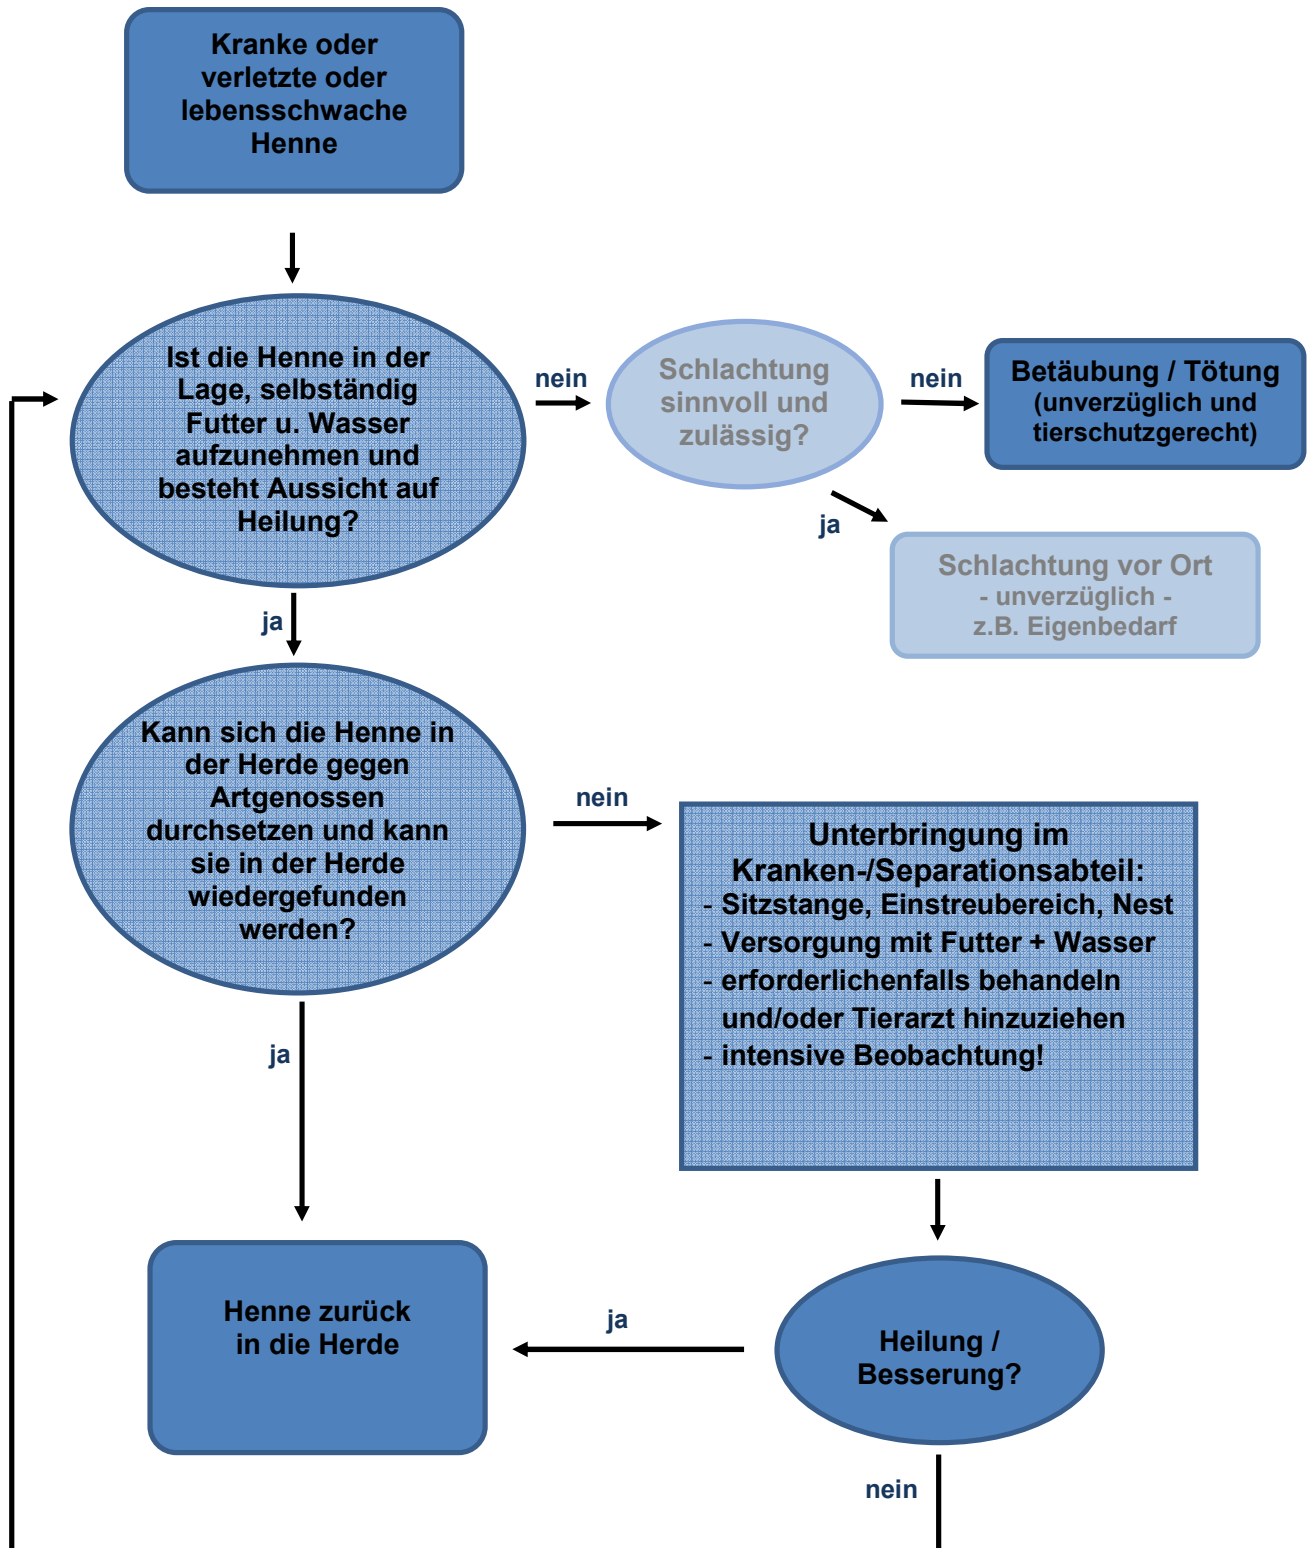 Kranke oder
verletzte oder
lebensschwache
Henne
Ist die Henne in der
Lage, selbständig
Futter u. Wasser
aufzunehmen und
besteht Aussicht auf
Heilung?
nein
Schlachtung
sinnvoll und
zulässig?
nein
Betäubung / Tötung
(unverzüglich und
tierschutzgerecht)
ja
Schlachtung vor Ort
- unverzüglich -
z.B. Eigenbedarf
ja
Kann sich die Henne in
der Herde gegen
Artgenossen
durchsetzen und kann
sie in der Herde
wiedergefunden
werden?
nein
Unterbringung im
Kranken-/Separationsabteil:
- Sitzstange, Einstreubereich, Nest
- Versorgung mit Futter + Wasser
- erforderlichenfalls behandeln
und/oder Tierarzt hinzuziehen
- intensive Beobachtung!
ja
Henne zurück
in die Herde
ja
Heilung /
Besserung?
nein